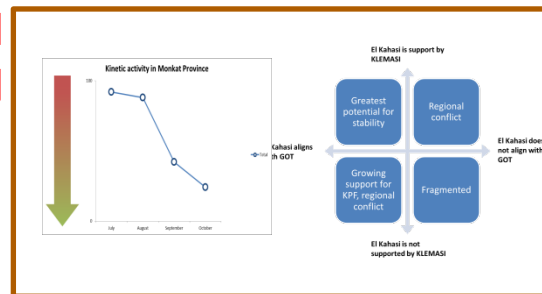 Kinetic activity in Monkat Province
0
July
August
September
October
El Kahasi is support by
KLEMASI
Greatest
potential for
stability
Regional
conflict
Kahasi aligns
th GOT
El Kahasi does
not align with
GOT
Growing
support for
KPF, regional
conflict
Fragmented
El Kahasi is not
supported by KLEMASI